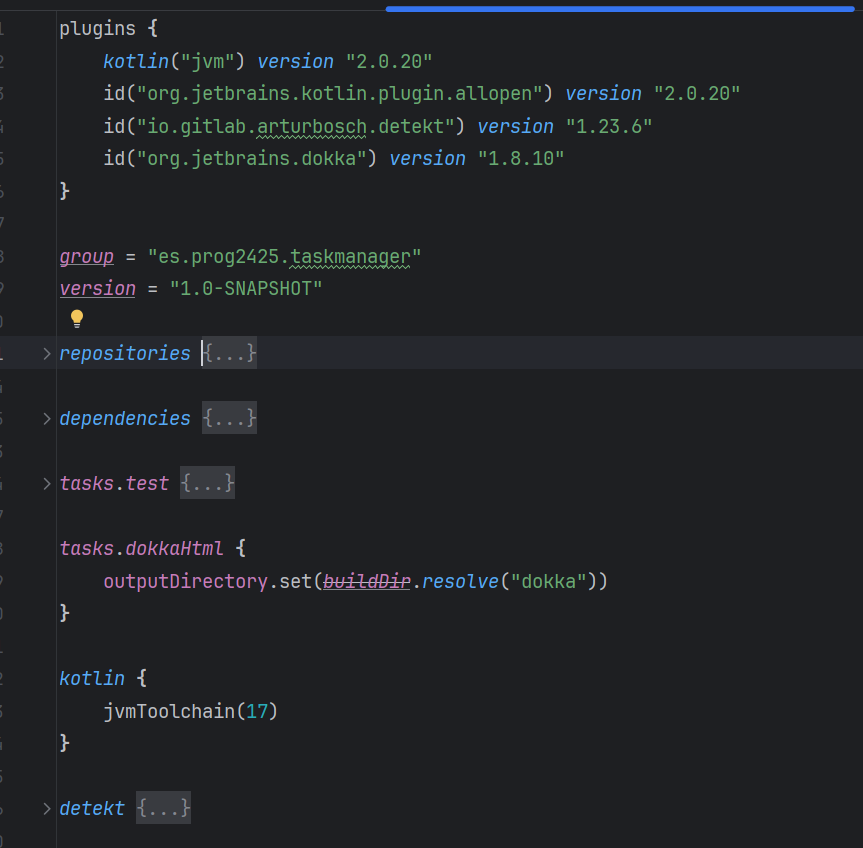 plugins {
    kotlin("jvm") version "2.0.20"
    id("org.jetbrains.kotlin.plugin.allopen") version "2.0.20"
    id("io.gitlab.arturbosch.detekt") version "1.23.6"
    id("org.jetbrains.dokka") version "1.8.10"
}
group = "es.prog2425.taskmanager"
version = "1.0-SNAPSHOT"
repositories {...}
dependencies {...}
tasks.test {...}
tasks.dokkaHtml {
    outputDirectory.set(buildDir.resolve("dokka"))
}
kotlin {
    jvmToolchain(17)
}
detekt {...}